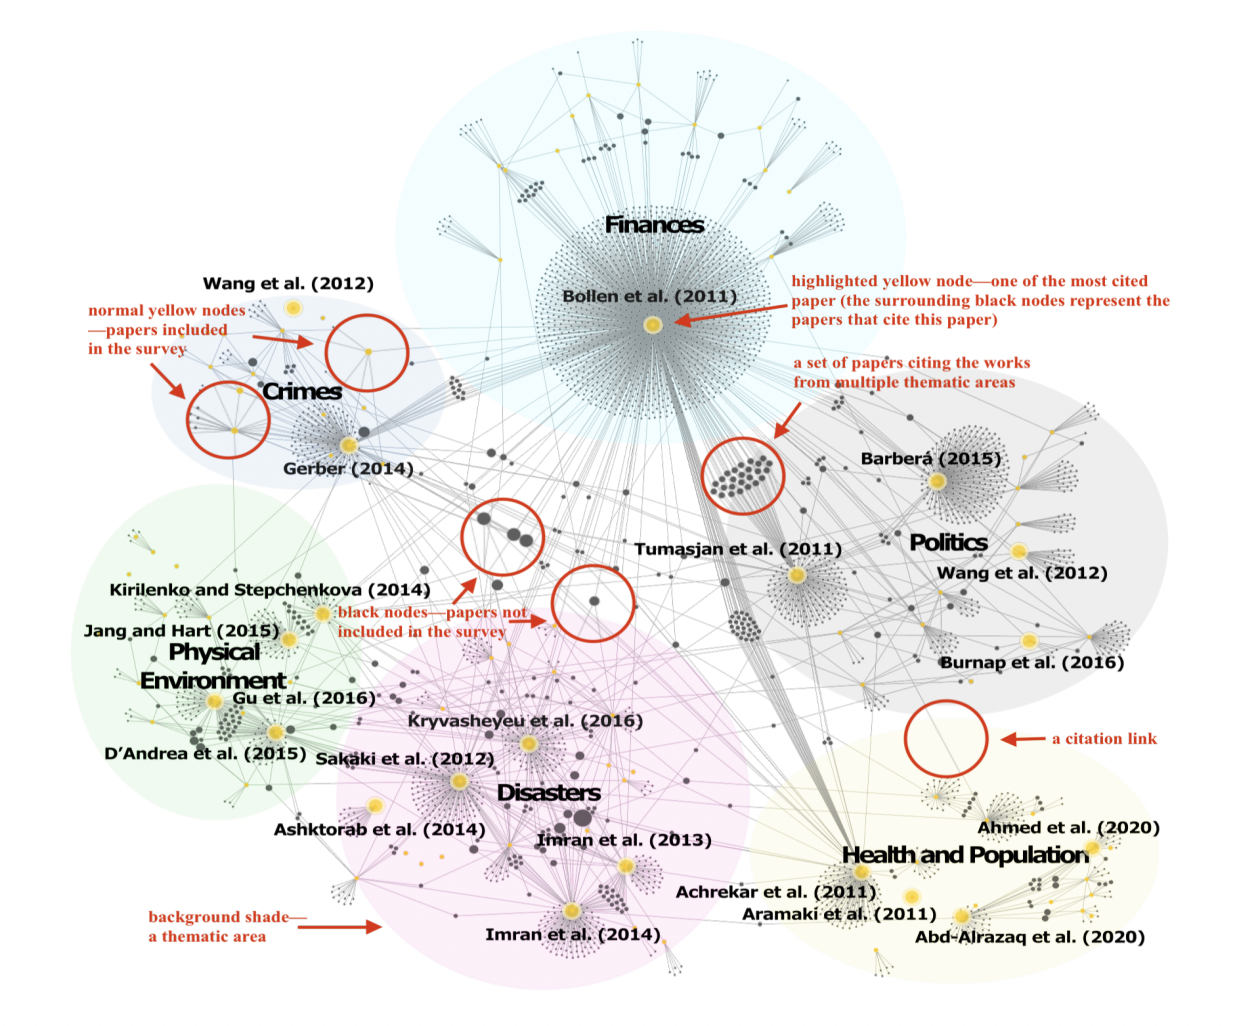 Finances
Wang et al. (2012)
highlighted yellow node—one of the most cited
paper (the surrounding black nodes represent the
papers that cite this paper)
Bollen et al. (2011)
normal yellow nodes
—papers included
in the survey
a set of papers citing the works
from multiple thematic areas
Crimes
Gerber (2014)
Barberá (2015)
Tumasjan et al. (2011)
Politics
Wang et al. (2012)
Kirilenko and Stepchenkova (2014)
black nodes—papers not
included in the survey
Jang and Hart (2015)
Physical
Environment
Burnap et al. (2016)
Gu et al. (2016)
Kryvasheyeu et al. (2016)
a citation link
D'Andrea et al. (2015)
Sakaki et al. (2012)
Disasters
Ashktorab et al. (2014)
Imran et al. (2013)
Ahmed et al. (2020)
Health and Population
Achrekar et al. (2011)
Aramaki et al. (2011)
background shade—
a thematic area
Imran et al. (2014)
Abd-Alrazaq et al. (2020)